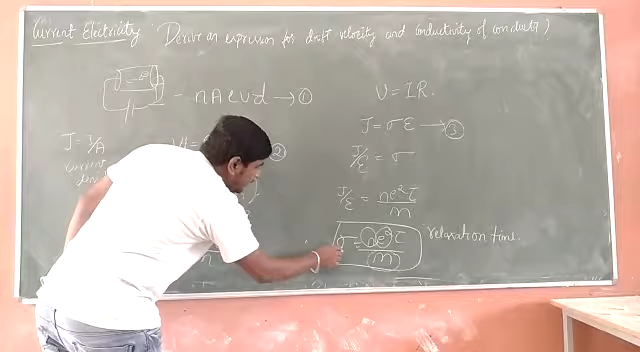 Current Electricity (Derive an expression for drift velocity and conductivity of conductor)
- nAevd → ①
V = IR.
J = I/A
J = σE → ③
②
J/E = σ
J/E = ne²τ/m
σ = ne²τ/m relaxation time.